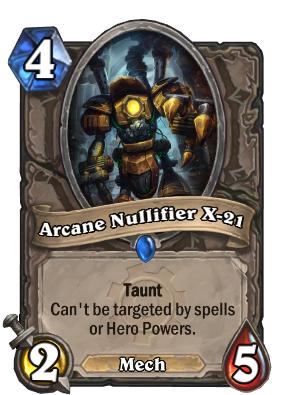 4
Arcane Nullifier X-21
Taunt
Can't be targeted by spells
or Hero Powers.
2
Mech
5